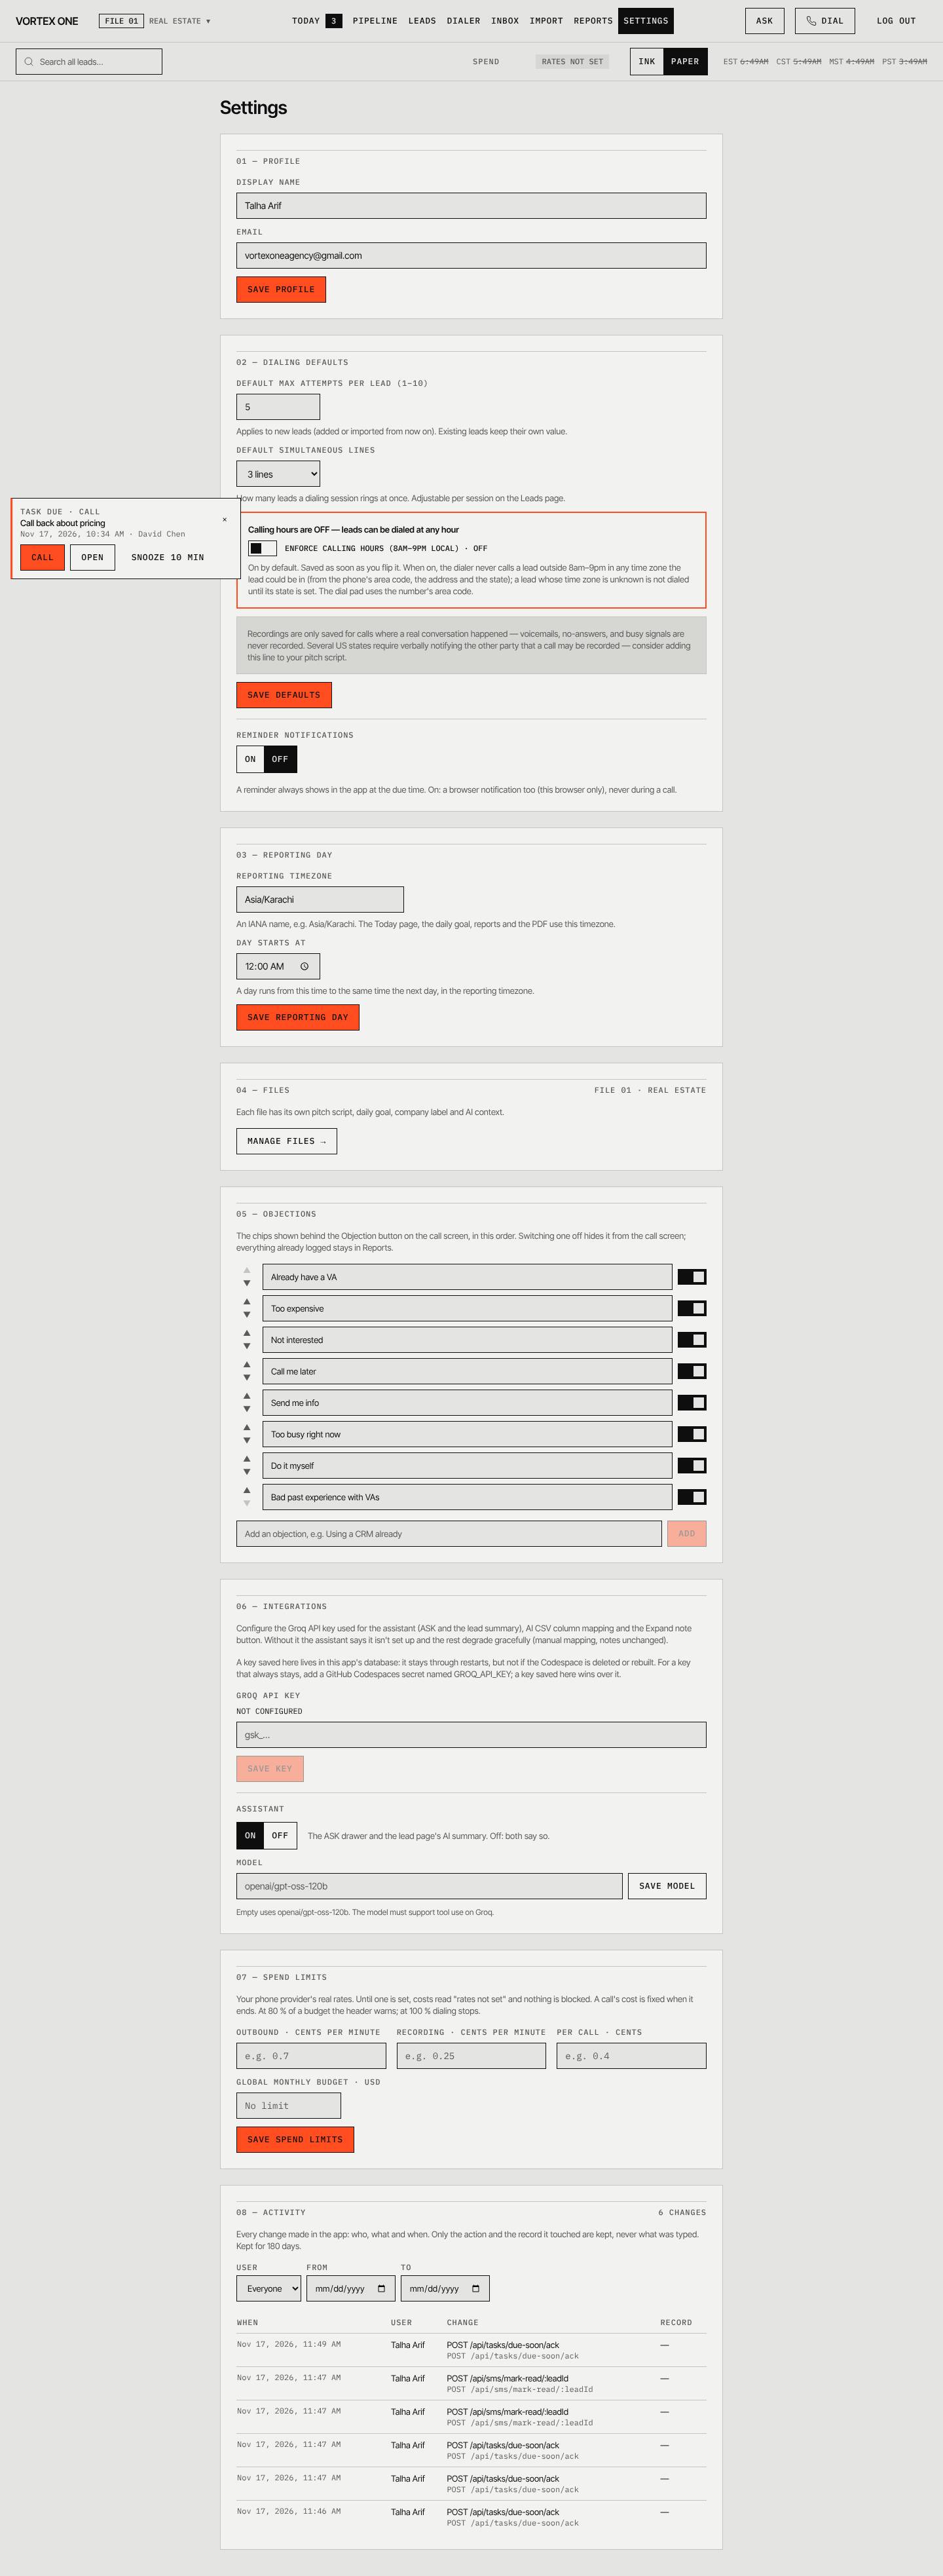 VORTEX ONE
FILE 01 REAL ESTATE ▾
TODAY 3 PIPELINE LEADS DIALER INBOX IMPORT REPORTS SETTINGS
ASK DIAL LOG OUT
Search all leads...
SPEND RATES NOT SET
INK PAPER
EST 6:49AM CST 5:49AM MST 4:49AM PST 3:49AM
Settings
01 — PROFILE
DISPLAY NAME
Talha Arif
EMAIL
vortexoneagency@gmail.com
SAVE PROFILE
02 — DIALING DEFAULTS
DEFAULT MAX ATTEMPTS PER LEAD (1–10)
5
Applies to new leads (added or imported from now on). Existing leads keep their own value.
DEFAULT SIMULTANEOUS LINES
3 lines
How many leads a dialing session rings at once. Adjustable per session on the Leads page.
TASK DUE · CALL
×
Call back about pricing
Nov 17, 2026, 10:34 AM · David Chen
CALL OPEN SNOOZE 10 MIN
Calling hours are OFF — leads can be dialed at any hour
ENFORCE CALLING HOURS (8AM–9PM LOCAL) · OFF
On by default. Saved as soon as you flip it. When on, the dialer never calls a lead outside 8am–9pm in any time zone the
lead could be in (from the phone's area code, the address and the state); a lead whose time zone is unknown is not dialed
until its state is set. The dial pad uses the number's area code.
Recordings are only saved for calls where a real conversation happened — voicemails, no-answers, and busy signals are
never recorded. Several US states require verbally notifying the other party that a call may be recorded — consider adding
this line to your pitch script.
SAVE DEFAULTS
REMINDER NOTIFICATIONS
ON OFF
A reminder always shows in the app at the due time. On: a browser notification too (this browser only), never during a call.
03 — REPORTING DAY
REPORTING TIMEZONE
Asia/Karachi
An IANA name, e.g. Asia/Karachi. The Today page, the daily goal, reports and the PDF use this timezone.
DAY STARTS AT
12:00 AM
A day runs from this time to the same time the next day, in the reporting timezone.
SAVE REPORTING DAY
04 — FILES
FILE 01 · REAL ESTATE
Each file has its own pitch script, daily goal, company label and AI context.
MANAGE FILES →
05 — OBJECTIONS
The chips shown behind the Objection button on the call screen, in this order. Switching one off hides it from the call screen;
everything already logged stays in Reports.
Already have a VA
Too expensive
Not interested
Call me later
Send me info
Too busy right now
Do it myself
Bad past experience with VAs
Add an objection, e.g. Using a CRM already
ADD
06 — INTEGRATIONS
Configure the Groq API key used for the assistant (ASK and the lead summary), AI CSV column mapping and the Expand note
button. Without it the assistant says it isn't set up and the rest degrade gracefully (manual mapping, notes unchanged).
A key saved here lives in this app's database: it stays through restarts, but not if the Codespace is deleted or rebuilt. For a key
that always stays, add a GitHub Codespaces secret named GROQ_API_KEY; a key saved here wins over it.
GROQ API KEY
NOT CONFIGURED
gsk_...
SAVE KEY
ASSISTANT
ON OFF The ASK drawer and the lead page's AI summary. Off: both say so.
MODEL
openai/gpt-oss-120b
SAVE MODEL
Empty uses openai/gpt-oss-120b. The model must support tool use on Groq.
07 — SPEND LIMITS
Your phone provider's real rates. Until one is set, costs read "rates not set" and nothing is blocked. A call's cost is fixed when it
ends. At 80 % of a budget the header warns; at 100 % dialing stops.
OUTBOUND · CENTS PER MINUTE RECORDING · CENTS PER MINUTE PER CALL · CENTS
e.g. 0.7 e.g. 0.25 e.g. 0.4
GLOBAL MONTHLY BUDGET · USD
No limit
SAVE SPEND LIMITS
08 — ACTIVITY
6 CHANGES
Every change made in the app: who, what and when. Only the action and the record it touched are kept, never what was typed.
Kept for 180 days.
USER FROM TO
Everyone mm/dd/yyyy mm/dd/yyyy
WHEN USER CHANGE RECORD
Nov 17, 2026, 11:49 AM Talha Arif POST /api/tasks/due-soon/ack —
POST /api/tasks/due-soon/ack
Nov 17, 2026, 11:47 AM Talha Arif POST /api/sms/mark-read/:leadId —
POST /api/sms/mark-read/:leadId
Nov 17, 2026, 11:47 AM Talha Arif POST /api/sms/mark-read/:leadId —
POST /api/sms/mark-read/:leadId
Nov 17, 2026, 11:47 AM Talha Arif POST /api/tasks/due-soon/ack —
POST /api/tasks/due-soon/ack
Nov 17, 2026, 11:47 AM Talha Arif POST /api/tasks/due-soon/ack —
POST /api/tasks/due-soon/ack
Nov 17, 2026, 11:46 AM Talha Arif POST /api/tasks/due-soon/ack —
POST /api/tasks/due-soon/ack